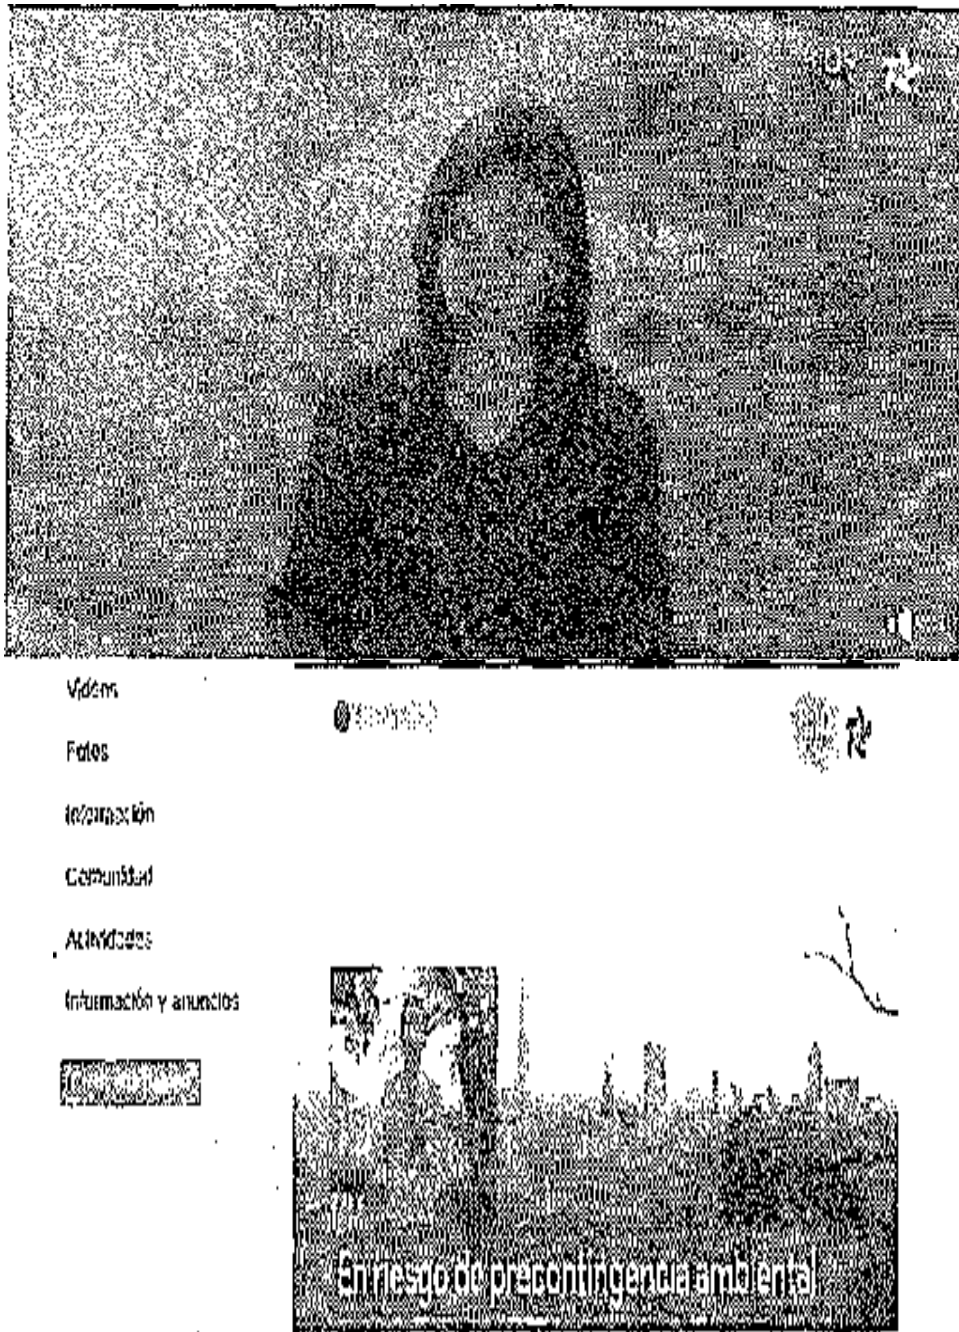 Videos
Fotos
Información
Comunidad
Actividades
Información y anuncios
En riesgo de precontingencia ambiental